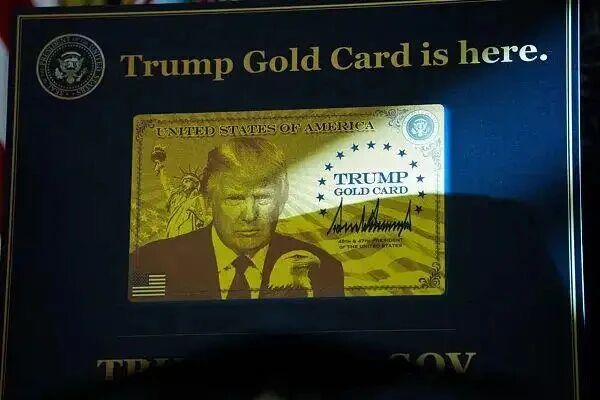 Trump Gold Card is here.
UNITED STATES OF AMERICA
TRUMP
GOLD CARD
45th & 47th PRESIDENT
OF THE UNITED STATES